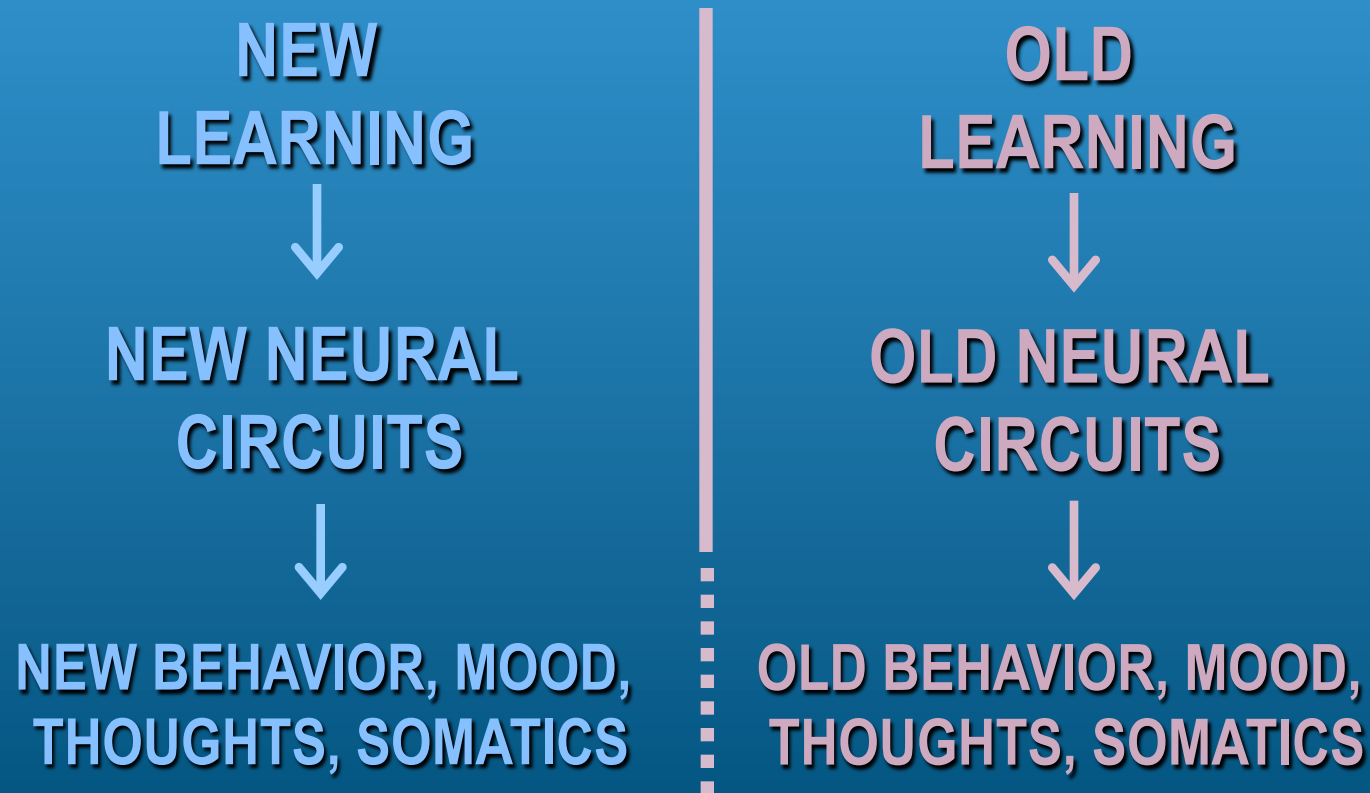 NEW
LEARNING
NEW NEURAL
CIRCUITS
NEW BEHAVIOR, MOOD,
THOUGHTS, SOMATICS
OLD
LEARNING
OLD NEURAL
CIRCUITS
OLD BEHAVIOR, MOOD,
THOUGHTS, SOMATICS